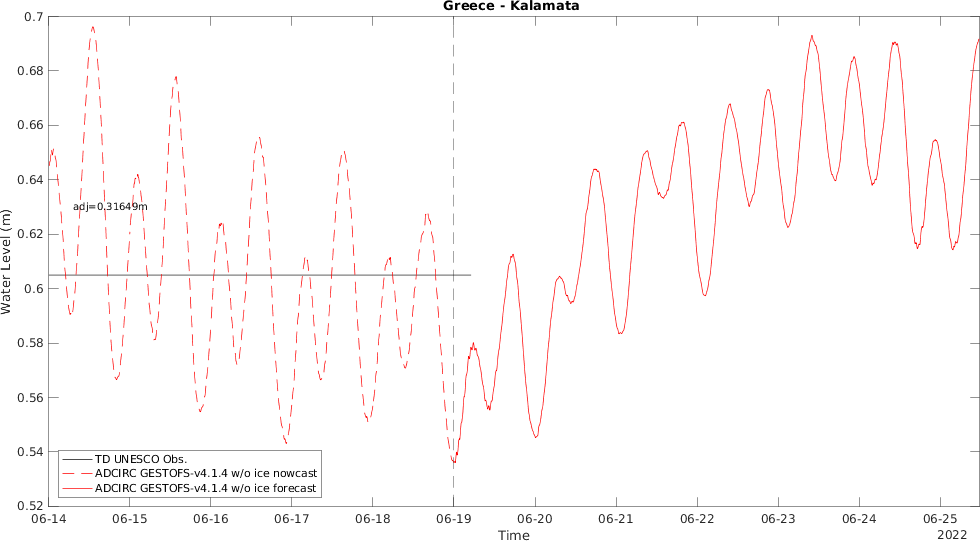 Greece - Kalamata
0.7
0.68
0.66
0.64
0.62
0.6
0.58
0.56
0.54
0.52
Water Level (m)
adj=0.31649m
TD UNESCO Obs.
ADCIRC GESTOFS-v4.1.4 w/o ice nowcast
ADCIRC GESTOFS-v4.1.4 w/o ice forecast
06-14 06-15 06-16 06-17 06-18 06-19 06-20 06-21 06-22 06-23 06-24 06-25
Time
2022